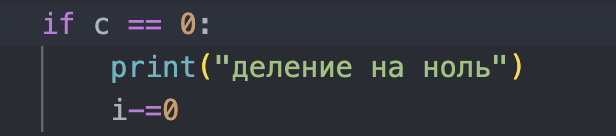 if c == 0:
print("деление на ноль")
i-=0